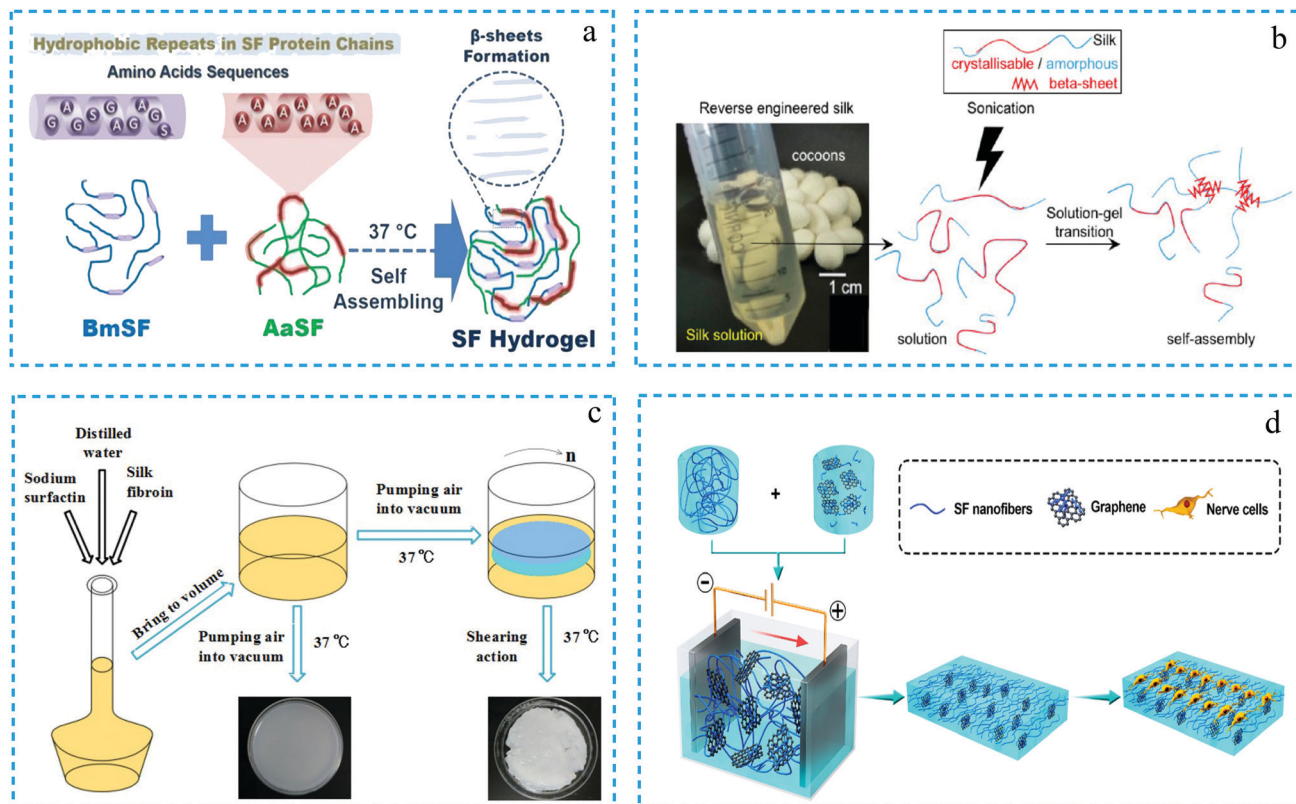 a
Hydrophobic Repeats in SF Protein Chains
Amino Acids Sequences
G A S G A
G G S A G G S
A A A A A
A A A A A A
β-sheets
Formation
37 °C
Self
Assembling
BmSF
AaSF
SF Hydrogel
b
Silk
crystallisable / amorphous
beta-sheet
Reverse engineered silk
cocoons
Sonication
Solution-gel
transition
1 cm
Silk solution
solution
self-assembly
c
Distilled
water
Sodium
surfactin
Silk
fibroin
n
Pumping air
into vacuum
37℃
Bring to volume
Pumping air
into vacuum
37℃
Shearing
action
37℃
d
+
SF nanofibers
Graphene
Nerve cells
−
+